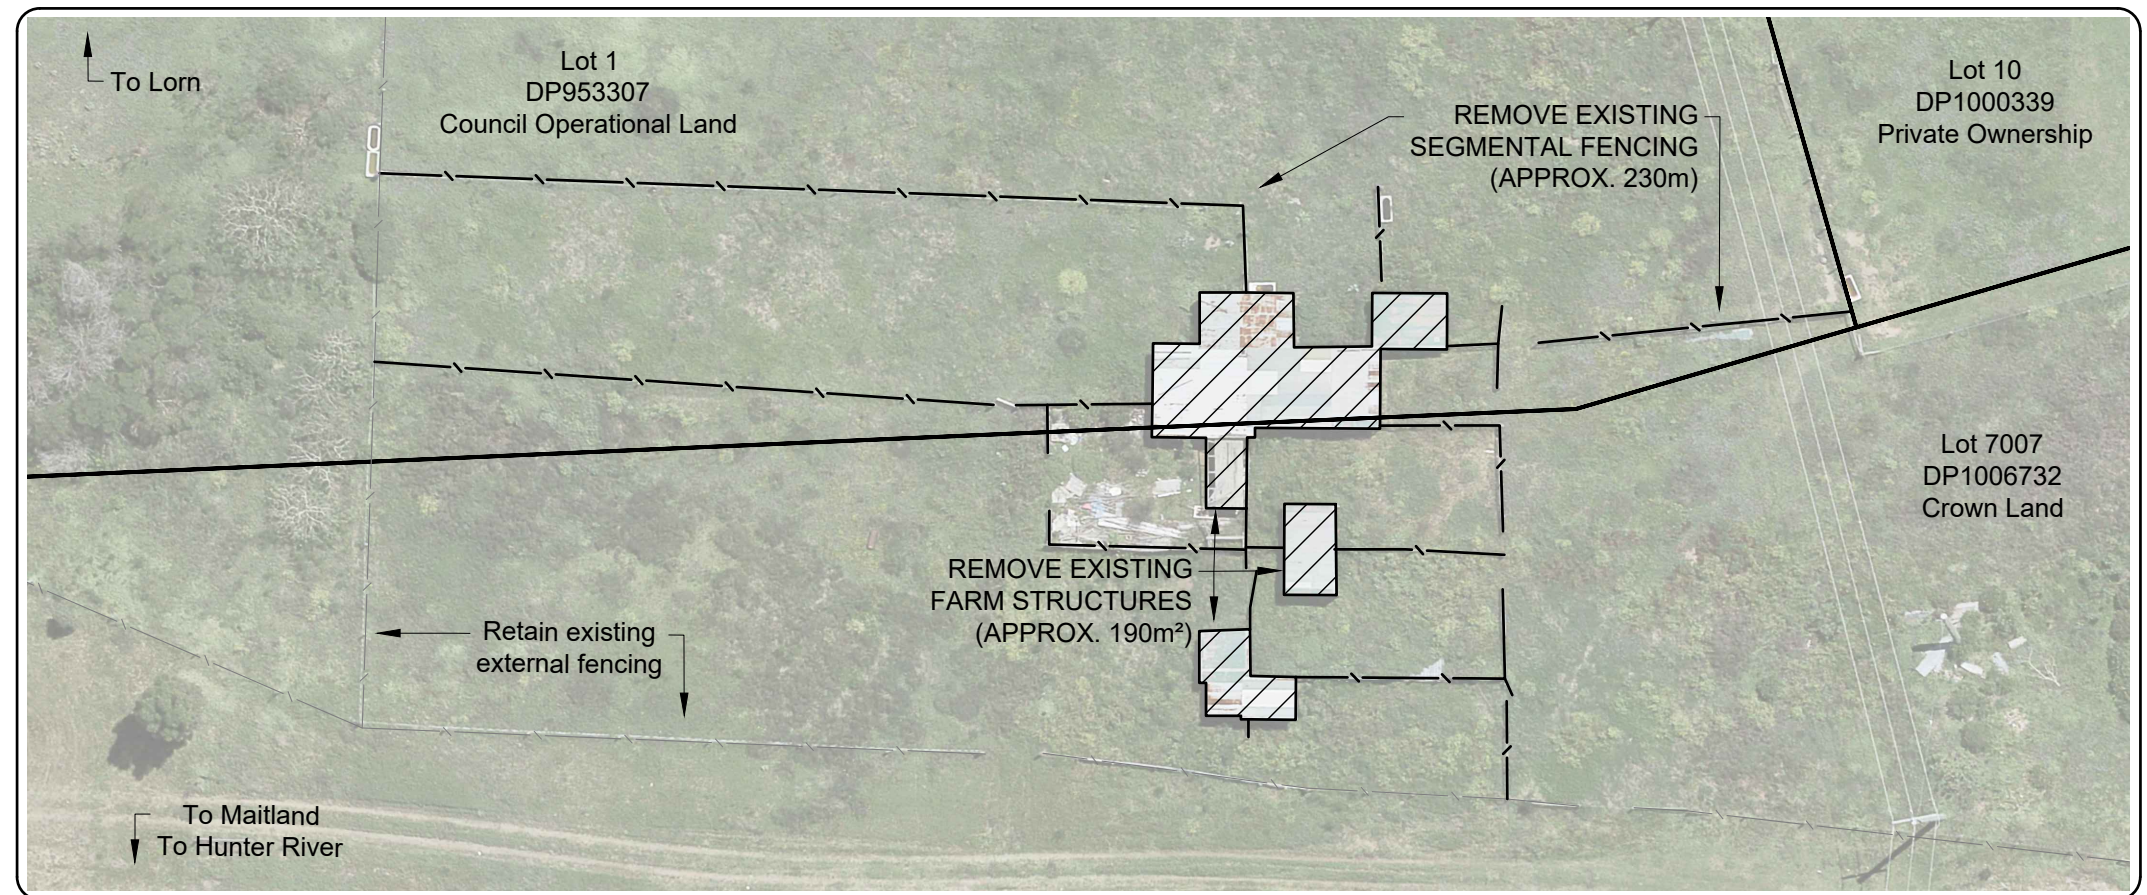 To Lorn
Lot 1
DP953307
Council Operational Land
REMOVE EXISTING
SEGMENTAL FENCING
(APPROX. 230m)
Lot 10
DP1000339
Private Ownership
Lot 7007
DP1006732
Crown Land
REMOVE EXISTING
FARM STRUCTURES
(APPROX. 190m²)
Retain existing
external fencing
To Maitland
To Hunter River